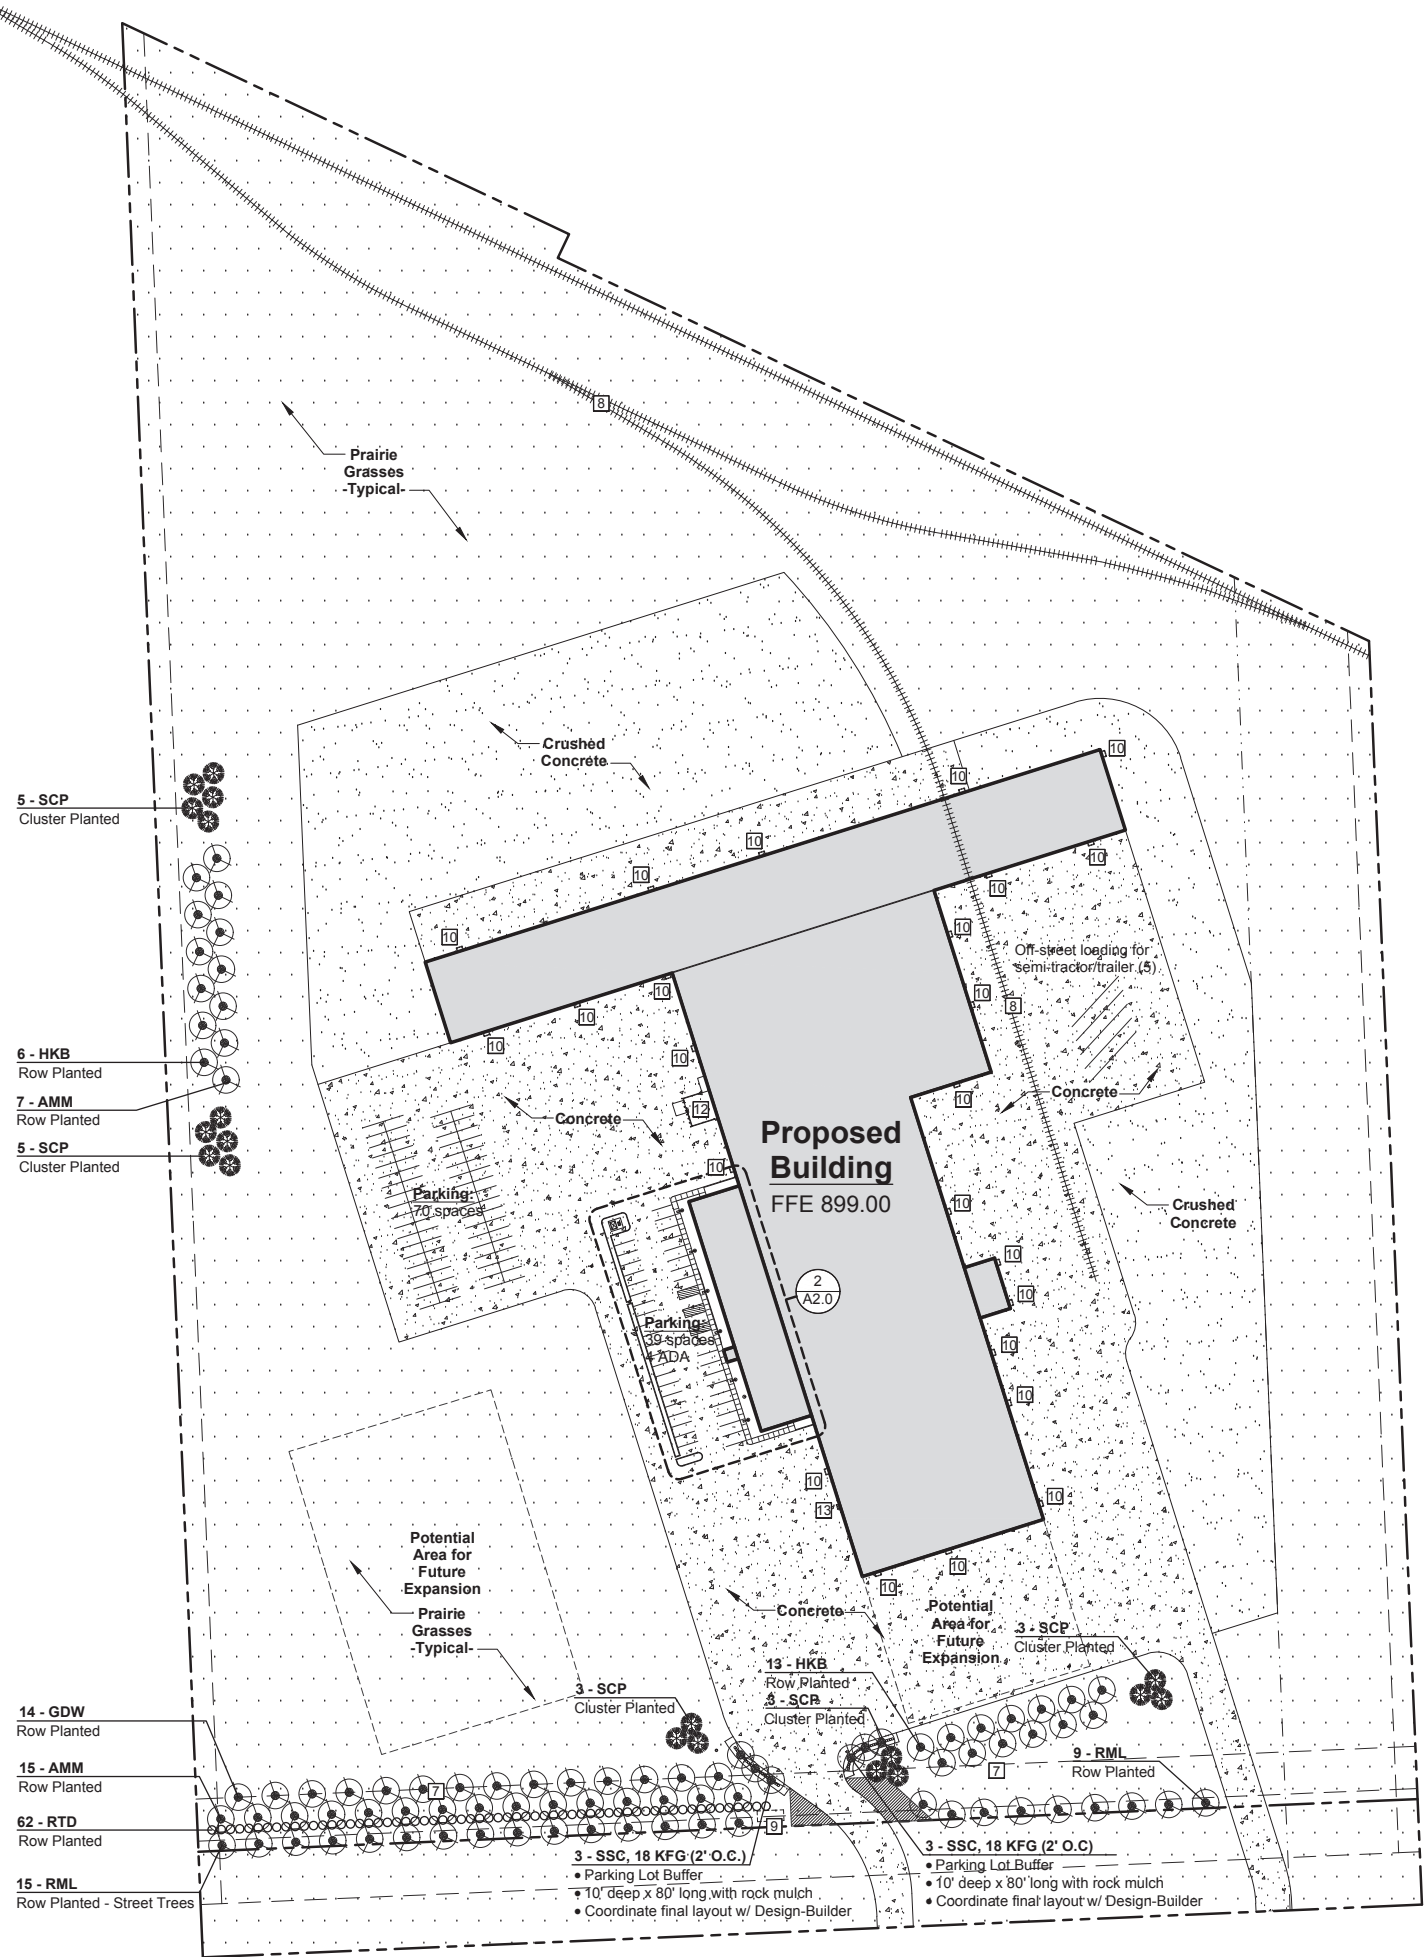 8
Prairie
Grasses
-Typical-
Crushed
Concrete
10
10
5 - SCP
Cluster Planted
10
10
10
10
10
10
10
Off-street loading for
semi-tractor/trailer (5)
10
10
10
8
10
10
6 - HKB
Row Planted
10
7 - AMM
Row Planted
12
Concrete
Concrete
10
5 - SCP
Cluster Planted
Proposed
Building
FFE 899.00
10
Parking:
70 spaces
10
Crushed
Concrete
10
2
A2.0
10
Parking:
39 spaces
4 ADA
10
10
10
13
10
Potential
Area for
Future
Expansion
10
10
Prairie
Grasses
-Typical-
Concrete
Potential
Area for
Future
Expansion
3 - SCP
Cluster Planted
13 - HKB
Row Planted
3 - SCP
Cluster Planted
3 - SCP
Cluster Planted
14 - GDW
Row Planted
9 - RML
Row Planted
15 - AMM
Row Planted
7
7
62 - RTD
Row Planted
9
3 - SSC, 18 KFG (2' O.C.)
• Parking Lot Buffer
• 10' deep x 80' long with rock mulch
• Coordinate final layout w/ Design-Builder
3 - SSC, 18 KFG (2' O.C)
• Parking Lot Buffer
• 10' deep x 80' long with rock mulch
• Coordinate final layout w/ Design-Builder
15 - RML
Row Planted - Street Trees